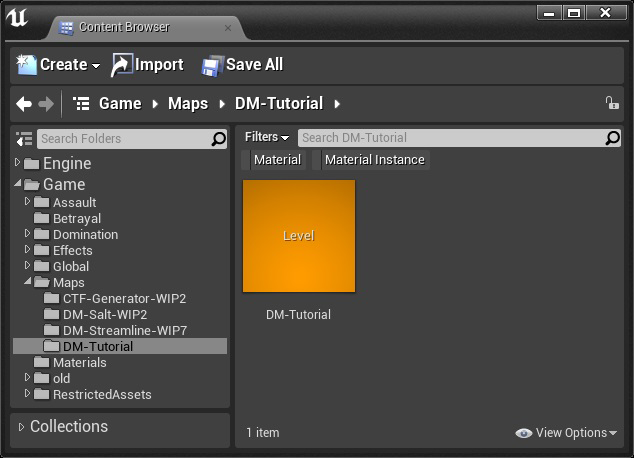 Content Browser
Create Import Save All
Game Maps DM-Tutorial
Search Folders
Engine
Game
Assault
Betrayal
Domination
Effects
Global
Maps
CTF-Generator-WIP2
DM-Salt-WIP2
DM-Streamline-WIP7
DM-Tutorial
Materials
old
RestrictedAssets
Collections
Filters Search DM-Tutorial
Material Material Instance
Level
DM-Tutorial
1 item View Options